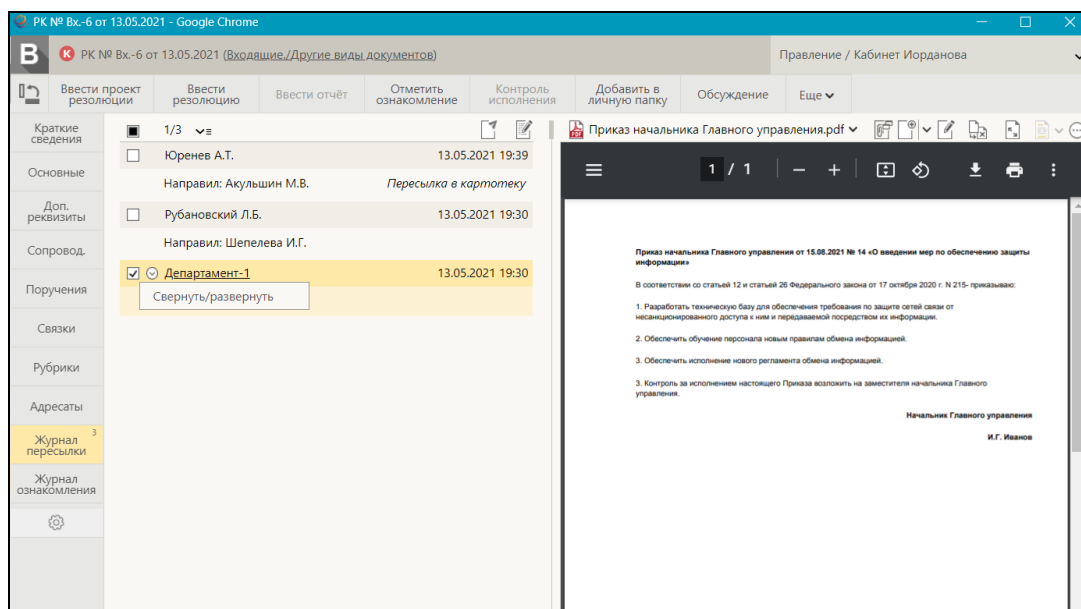 РК № Вх.-6 от 13.05.2021 - Google Chrome
В К РК № Вх.-6 от 13.05.2021 (Входящие./Другие виды документов) Правление / Кабинет Иорданова
Ввести проект резолюции Ввести резолюцию Ввести отчёт Отметить ознакомление Контроль исполнения Добавить в личную папку Обсуждение Еще
Краткие сведения
Основные
Доп. реквизиты
Сопровод.
Поручения
Связки
Рубрики
Адресаты
Журнал пересылки 3
Журнал ознакомления
1/3
Юренев А.Т. 13.05.2021 19:39
Направил: Акульшин М.В. Пересылка в картотеку
Рубановский Л.Б. 13.05.2021 19:30
Направил: Шепелева И.Г.
Департамент-1 13.05.2021 19:30
Свернуть/развернуть
PDF Приказ начальника Главного управления.pdf
1 / 1
Приказ начальника Главного управления от 15.08.2021 № 14 «О введении мер по обеспечению защиты
информации»
В соответствии со статьей 12 и статьей 26 Федерального закона от 17 октября 2020 г. N 215- приказываю:
1. Разработать техническую базу для обеспечения требования по защите сетей связи от
несанкционированного доступа к ним и передаваемой посредством их информации.
2. Обеспечить обучение персонала новым правилам обмена информацией.
3. Обеспечить исполнение нового регламента обмена информацией.
3. Контроль за исполнением настоящего Приказа возложить на заместителя начальника Главного
управления.
Начальник Главного управления
И.Г. Иванов